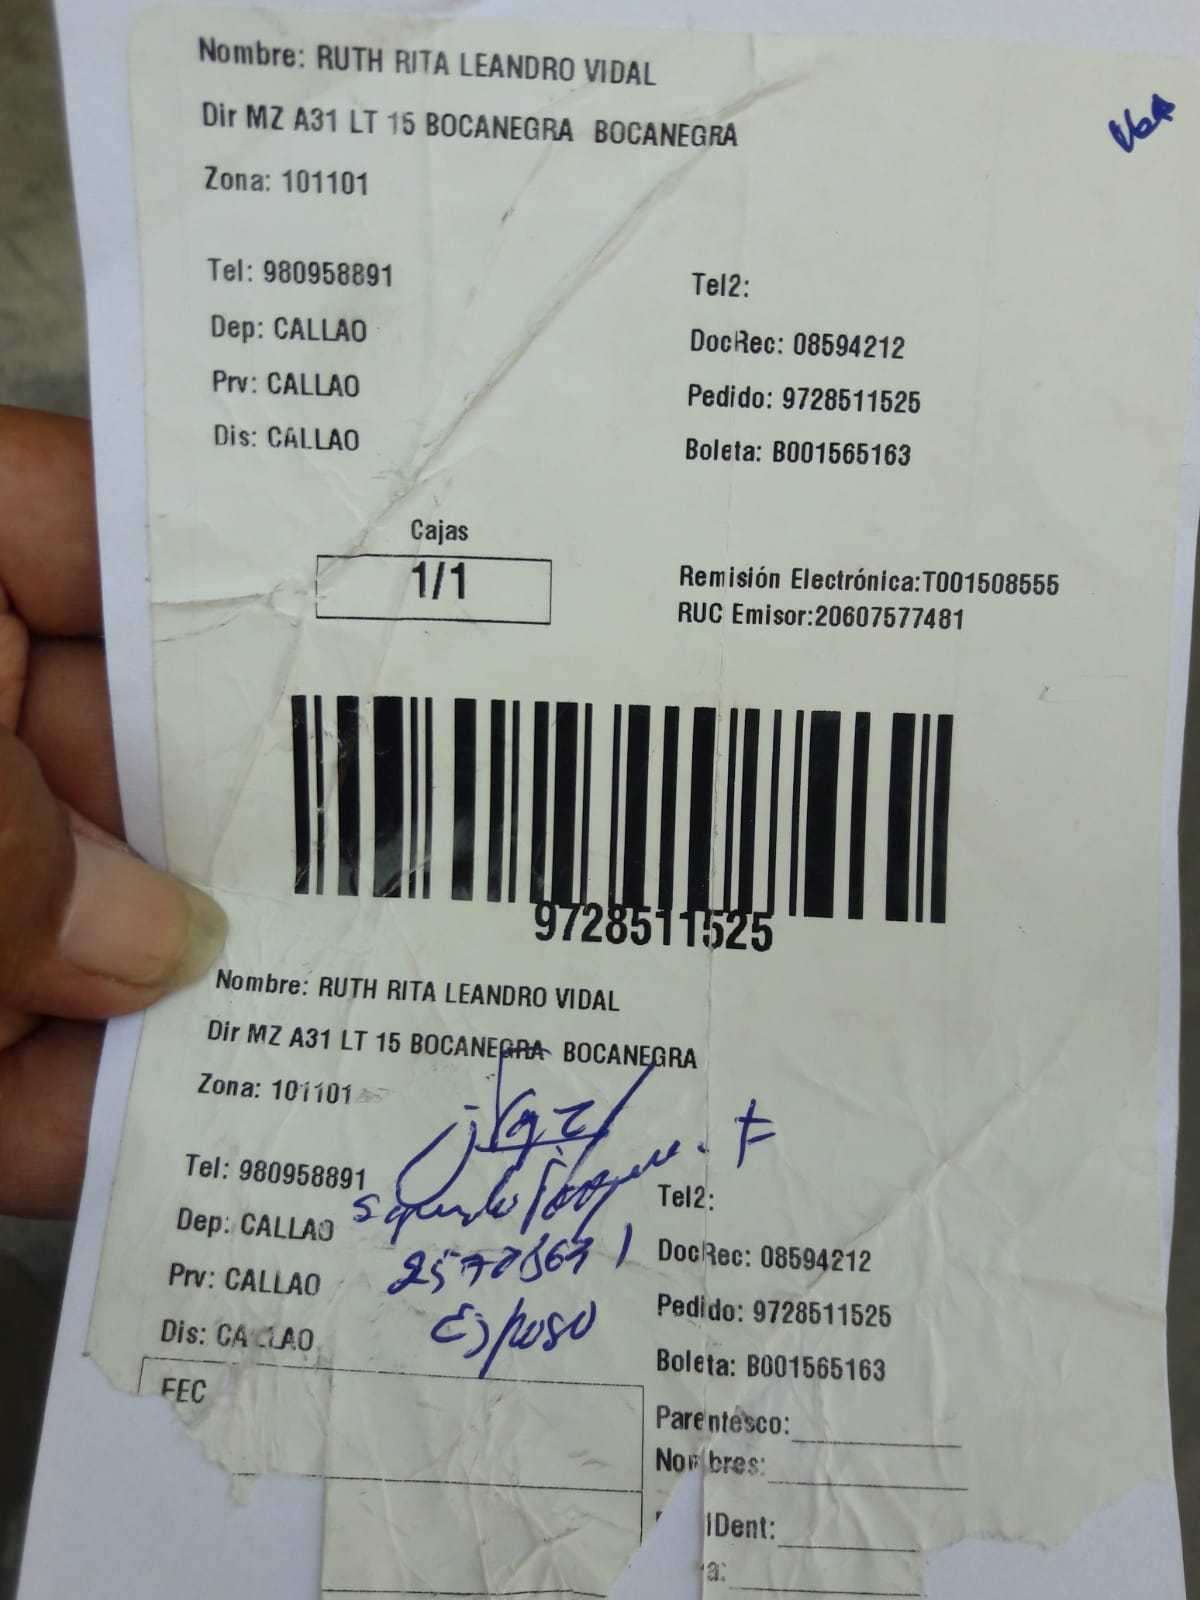 Nombre: RUTH RITA LEANDRO VIDAL
Dir MZ A31 LT 15 BOCANEGRA BOCANEGRA
Zona: 101101
Tel: 980958891
Tel2:
Dep: CALLAO
DocRec: 08594212
Prv: CALLAO
Pedido: 9728511525
Dis: CALLAO
Boleta: B001565163
Cajas
1/1
Remisión Electrónica:T001508555
RUC Emisor:20607577481
9728511525
Nombre: RUTH RITA LEANDRO VIDAL
Dir MZ A31 LT 15 BOCANEGRA BOCANEGRA
Zona: 101101
Tel: 980958891
Tel2:
Dep: CALLAO
DocRec: 08594212
Prv: CALLAO
Pedido: 9728511525
Esposo
Dis: CALLAO
Boleta: B001565163
FEC
Parentesco:
Nombres:
Dent:
a: